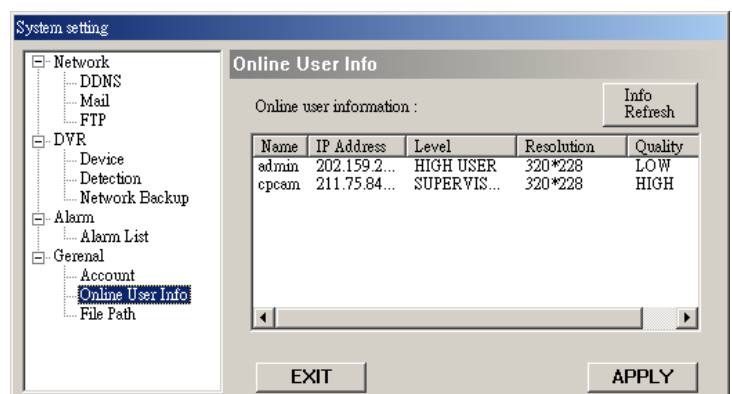 System setting
Network
DDNS
Mail
FTP
DVR
Device
Detection
Network Backup
Alarm
Alarm List
Gerenal
Account
Online User Info
File Path
Online User Info
Online user information :
Info
Refresh
Name IP Address Level Resolution Quality
admin 202.159.2... HIGH USER 320*228 LOW
cpcam 211.75.84... SUPERVIS... 320*228 HIGH
EXIT APPLY